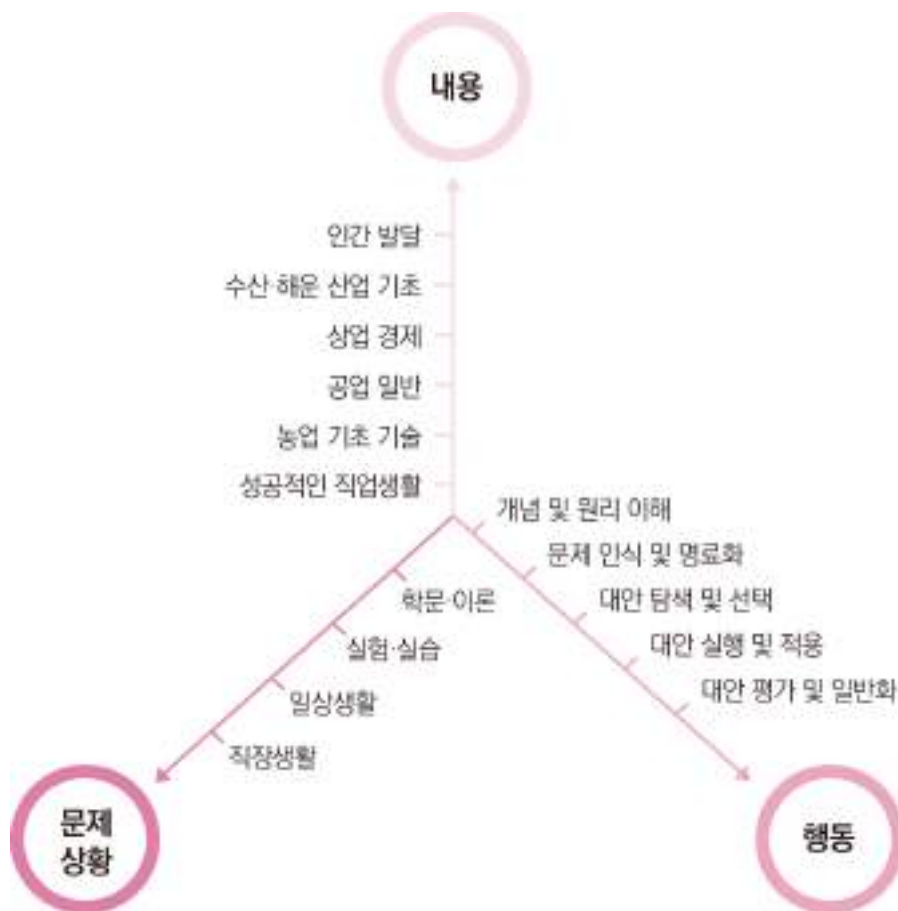 내용
인간 발달
수산·해운 산업 기초
상업 경제
공업 일반
농업 기초 기술
성공적인 직업생활
개념 및 원리 이해
문제 인식 및 명료화
대안 탐색 및 선택
대안 실행 및 적용
대안 평가 및 일반화
학문·이론
실험·실습
일상생활
직장생활
문제
상황
행동